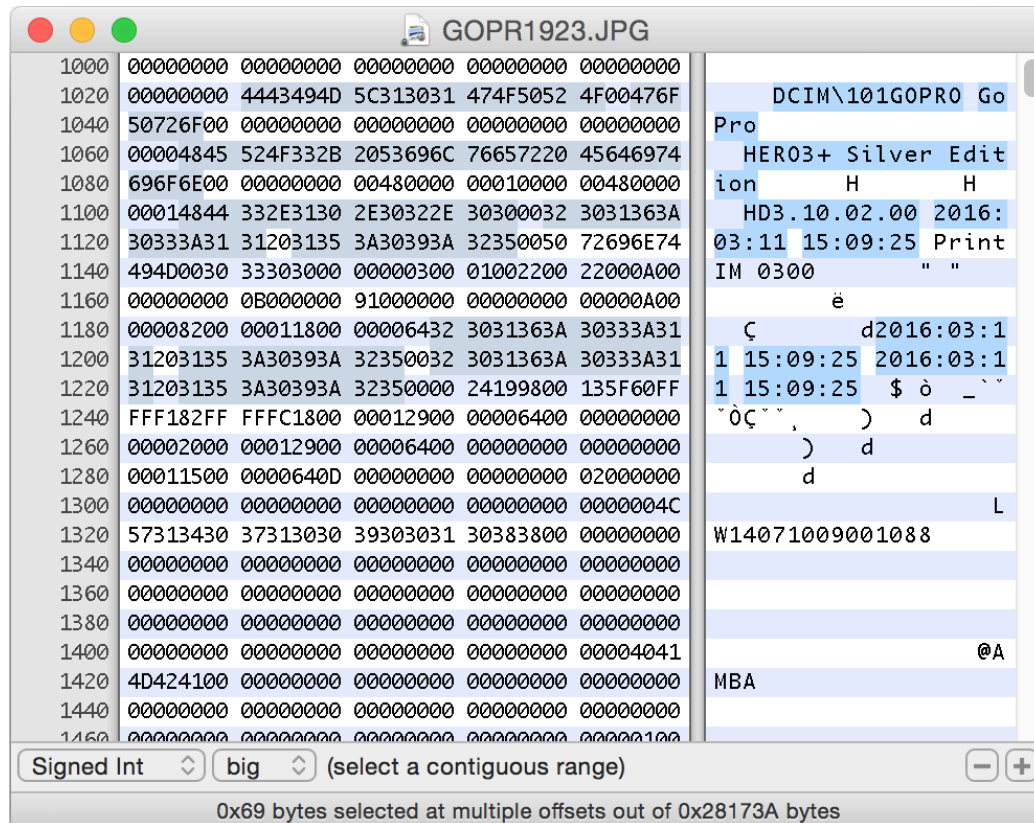 GOPR1923.JPG
1000 00000000 00000000 00000000 00000000 00000000
1020 00000000 4443494D 5C313031 474F5052 4F00476F DCIM\101GOPRO Go
1040 50726F00 00000000 00000000 00000000 00000000 Pro
1060 00004845 524F332B 2053696C 76657220 45646974 HERO3+ Silver Edit
1080 696F6E00 00000000 00480000 00010000 00480000 ion H H
1100 00014844 332E3130 2E30322E 30300032 3031363A HD3.10.02.00 2016:
1120 30333A31 31203135 3A30393A 32350050 72696E74 03:11 15:09:25 Print
1140 494D0030 33303000 00000300 01002200 22000A00 IM 0300 " "
1160 00000000 0B000000 91000000 00000000 00000A00 ë
1180 00008200 00011800 00006432 3031363A 30333A31 Ç d2016:03:1
1200 31203135 3A30393A 32350032 3031363A 30333A31 1 15:09:25 2016:03:1
1220 31203135 3A30393A 32350000 24199800 135F60FF 1 15:09:25 $ ò _`ˇ
1240 FFF182FF FFFC1800 00012900 00006400 00000000 ˇÒÇˇˇ¸ ) d
1260 00002000 00012900 00006400 00000000 00000000 ) d
1280 00011500 0000640D 00000000 00000000 02000000 d
1300 00000000 00000000 00000000 00000000 0000004C L
1320 57313430 37313030 39303031 30383800 00000000 W14071009001088
1340 00000000 00000000 00000000 00000000 00000000
1360 00000000 00000000 00000000 00000000 00000000
1380 00000000 00000000 00000000 00000000 00000000
1400 00000000 00000000 00000000 00000000 00004041 @A
1420 4D424100 00000000 00000000 00000000 00000000 MBA
1440 00000000 00000000 00000000 00000000 00000000
1460 00000000 00000000 00000000 00000000 00000100
Signed Int big (select a contiguous range)
0x69 bytes selected at multiple offsets out of 0x28173A bytes